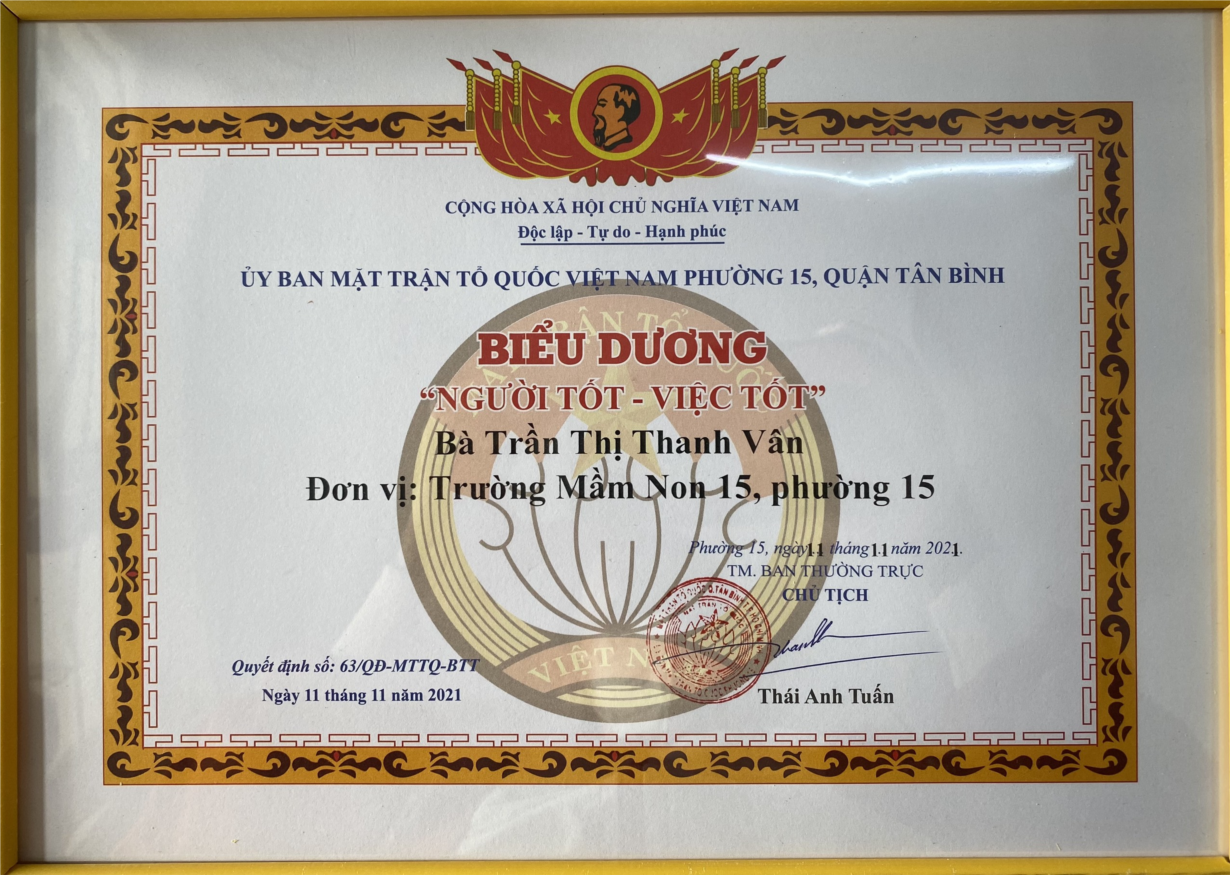 CỘNG HÒA XÃ HỘI CHỦ NGHĨA VIỆT NAM
Độc lập - Tự do - Hạnh phúc
ỦY BAN MẶT TRẬN TỔ QUỐC VIỆT NAM PHƯỜNG 15, QUẬN TÂN BÌNH
BIỂU DƯƠNG
“NGƯỜI TỐT - VIỆC TỐT”
Bà Trần Thị Thanh Vân
Đơn vị: Trường Mầm Non 15, phường 15
Phường 15, ngày 11 tháng 11 năm 2021.
TM. BAN THƯỜNG TRỰC
CHỦ TỊCH
Quyết định số: 63/QĐ-MTTQ-BTT
Ngày 11 tháng 11 năm 2021
Thái Anh Tuấn
VIỆT N